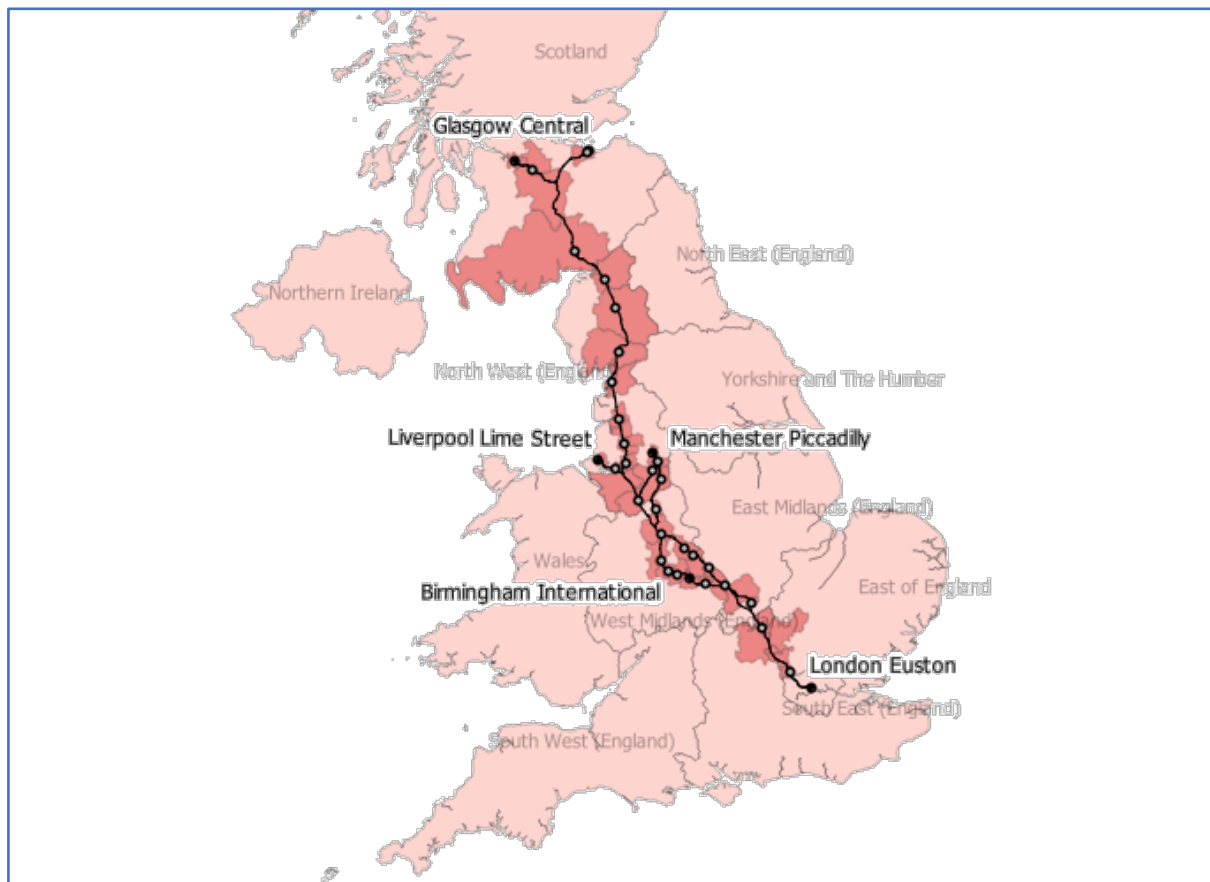 Scotland
Glasgow Central
North East (England)
Northern Ireland
North West (England)
Yorkshire and The Humber
Liverpool Lime Street
Manchester Piccadilly
East Midlands (England)
Wales
East of England
Birmingham International
West Midlands (England)
London Euston
South East (England)
South West (England)